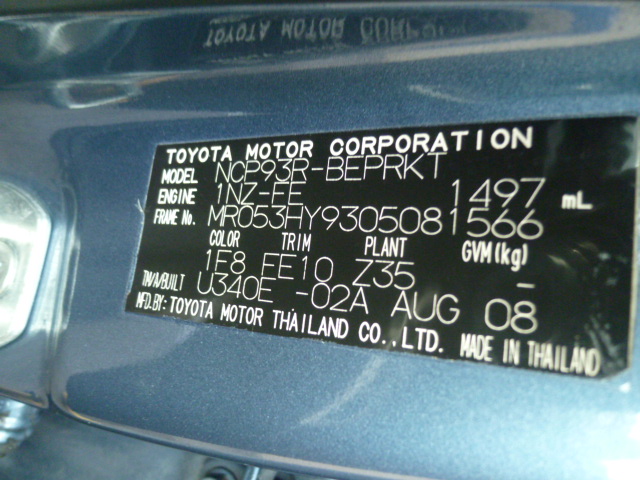 TOYOTA MOTOR CORPORATION
MODEL NCP93R-BEPRKT
ENGINE 1NZ-FE 1497 mL
FRAME No. MR053HY9305081566
COLOR TRIM PLANT GVM(kg)
1F8 EE10 Z35 -
TM/A/BUILT U340E -02A AUG 08
MFD.BY: TOYOTA MOTOR THAILAND CO., LTD. MADE IN THAILAND